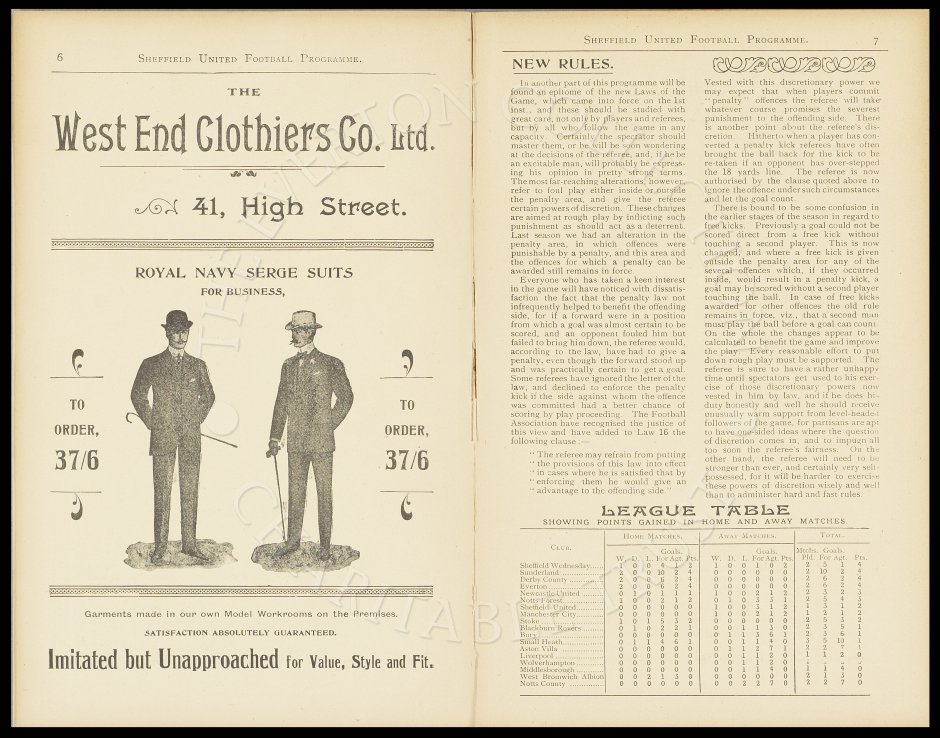 6
SHEFFIELD UNITED FOOTBALL PROGRAMME.
THE
West End Clothiers Co. Ltd.
41, High Street.
ROYAL NAVY SERGE SUITS
FOR BUSINESS,
TO
ORDER,
37/6
TO
ORDER,
37/6
Garments made in our own Model Workrooms on the Premises.
SATISFACTION ABSOLUTELY GUARANTEED.
Imitated but Unapproached for Value, Style and Fit.
SHEFFIELD UNITED FOOTBALL PROGRAMME.
7
NEW RULES.
In another part of this programme will be
found an epitome of the new Laws of the
Game, which came into force on the 1st
inst., and these should be studied with
great care, not only by players and referees,
but by all who follow the game in any
capacity. Certainly the spectator should
master them, or he will be soon wondering
at the decisions of the referee, and, if he be
an excitable man, will probably be express-
ing his opinion in pretty strong terms.
The most far-reaching alterations, however,
refer to foul play either inside or outside
the penalty area, and give the referee
certain powers of discretion. These changes
are aimed at rough play by inflicting such
punishment as should act as a deterrent.
Last season we had an alteration in the
penalty area, in which offences were
punishable by a penalty, and this area and
the offences for which a penalty can be
awarded still remains in force.
Everyone who has taken a keen interest
in the game will have noticed with dissatis-
faction the fact that the penalty law not
infrequently helped to benefit the offending
side, for if a forward were in a position
from which a goal was almost certain to be
scored, and an opponent fouled him but
failed to bring him down, the referee would,
according to the law, have had to give a
penalty, even though the forward stood up
and was practically certain to get a goal.
Some referees have ignored the letter of the
law, and declined to enforce the penalty
kick if the side against whom the offence
was committed had a better chance of
scoring by play proceeding. The Football
Association have recognised the justice of
this view and have added to Law 16 the
following clause :—
" The referee may refrain from putting
" the provisions of this law into effect
" in cases where he is satisfied that by
" enforcing them he would give an
" advantage to the offending side."
Vested with this discretionary power we
may expect that when players commit
" penalty " offences the referee will take
whatever course promises the severest
punishment to the offending side. There
is another point about the referee's dis-
cretion. Hitherto when a player has con-
verted a penalty kick referees have often
brought the ball back for the kick to be
re-taken if an opponent has over-stepped
the 18 yards line. The referee is now
authorised by the clause quoted above to
ignore the offence under such circumstances
and let the goal count.
There is bound to be some confusion in
the earlier stages of the season in regard to
free kicks. Previously a goal could not be
scored direct from a free kick without
touching a second player. This is now
changed, and where a free kick is given
outside the penalty area for any of the
several offences which, if they occurred
inside, would result in a penalty kick, a
goal may be scored without a second player
touching the ball. In case of free kicks
awarded for other offences the old rule
remains in force, viz., that a second man
must play the ball before a goal can count.
On the whole the changes appear to be
calculated to benefit the game and improve
the play. Every reasonable effort to put
down rough play must be supported. The
referee is sure to have a rather unhappy
time until spectators get used to his exer-
cise of those discretionary powers now
vested in him by law, and if he does his
duty honestly and well he should receive
unusually warm support from level-headed
followers of the game, for partisans are apt
to have one-sided ideas where the question
of discretion comes in, and to impugn all
too soon the referee's fairness. On the
other hand, the referee will need to be
stronger than ever, and certainly very self-
possessed, for it will be harder to exercise
these powers of discretion wisely and well
than to administer hard and fast rules.
LEAGUE TABLE
SHOWING POINTS GAINED IN HOME AND AWAY MATCHES.
CLUB. HOME MATCHES. AWAY MATCHES. TOTAL.
Goals. Goals. Mtchs. Goals.
W. D. L. For Agt. Pts. W. D. L. For Agt. Pts. Pld. For Agt. Pts.
Sheffield Wednesday
Sunderland
Derby County
Everton
Newcastle United
Notts Forest
Sheffield United
Manchester City
Stoke
Blackburn Rovers
Bury
Small Heath
Aston Villa
Liverpool
Wolverhampton
Middlesborough
West Bromwich Albion
Notts County
THE EVERTON
CHARITABLE TRUST